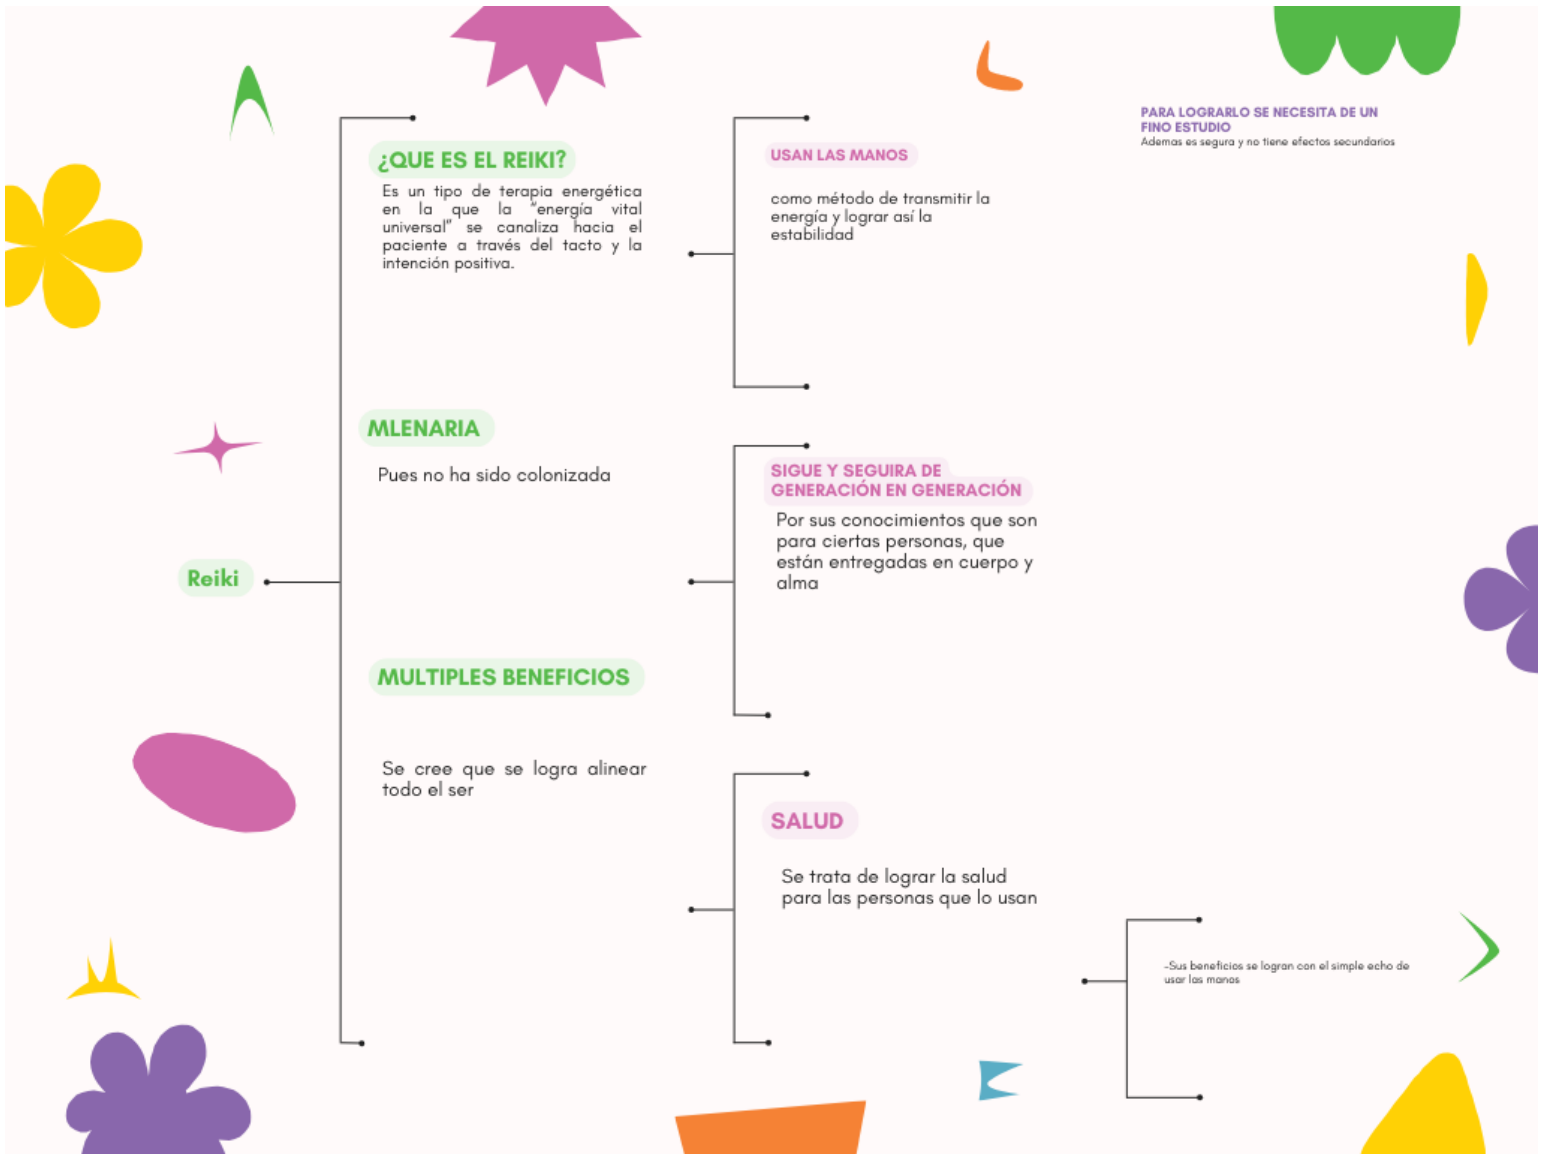 Reiki
¿QUE ES EL REIKI?
Es un tipo de terapia energética
en la que la "energía vital
universal" se canaliza hacia el
paciente a través del tacto y la
intención positiva.
MLENARIA
Pues no ha sido colonizada
MULTIPLES BENEFICIOS
Se cree que se logra alinear
todo el ser
USAN LAS MANOS
como método de transmitir la
energía y lograr así la
estabilidad
SIGUE Y SEGUIRA DE
GENERACIÓN EN GENERACIÓN
Por sus conocimientos que son
para ciertas personas, que
están entregadas en cuerpo y
alma
SALUD
Se trata de lograr la salud
para las personas que lo usan
PARA LOGRARLO SE NECESITA DE UN
FINO ESTUDIO
Ademas es segura y no tiene efectos secundarios
-Sus beneficios se logran con el simple echo de
usar las manos